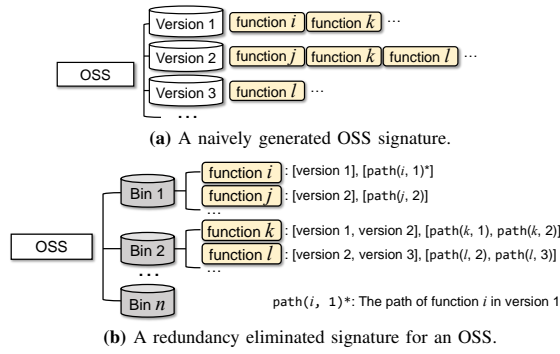 Version 1 function i function k ...
OSS Version 2 function j function k function l ...
Version 3 function l ...
...
(a) A naively generated OSS signature.
function i : [version 1], [path(i, 1)*]
Bin 1
function j : [version 2], [path(j, 2)]
...
function k : [version 1, version 2], [path(k, 1), path(k, 2)]
OSS Bin 2
function l : [version 2, version 3], [path(l, 2), path(l, 3)]
... ...
Bin n
path(i, 1)*: The path of function i in version 1
(b) A redundancy eliminated signature for an OSS.